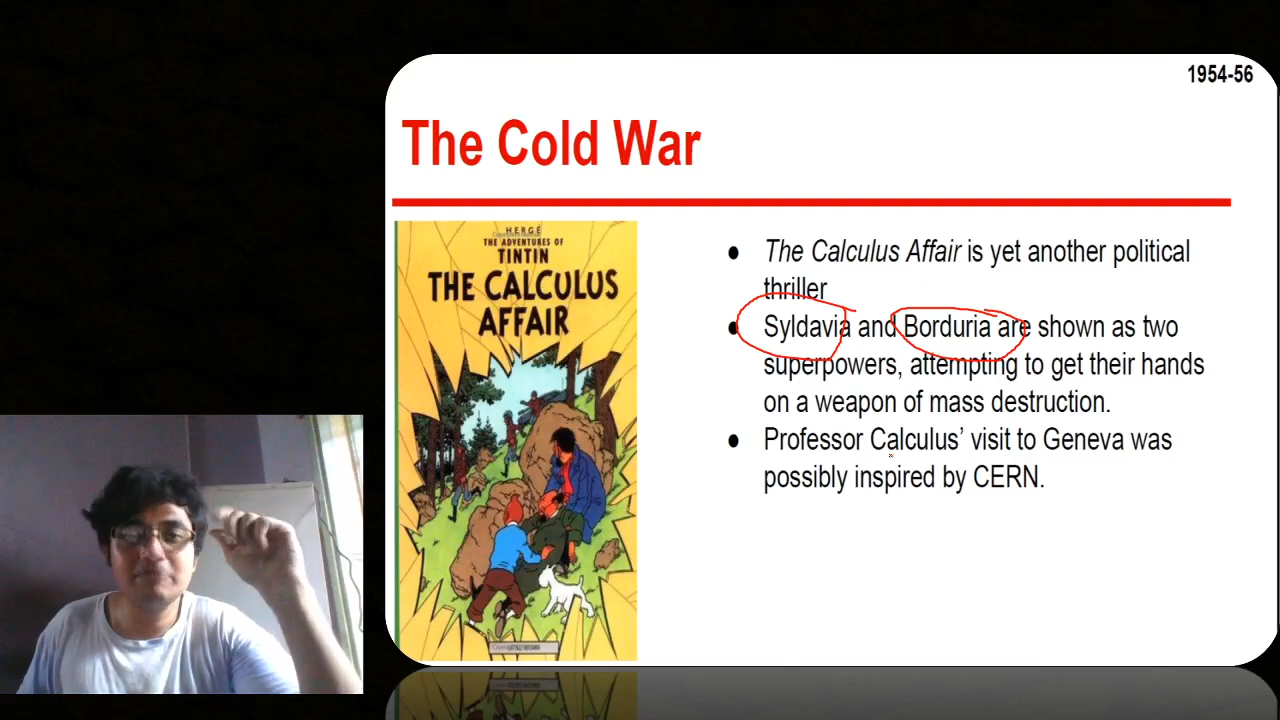 1954-56
The Cold War
HERGÉ
THE ADVENTURES OF
TINTIN
THE CALCULUS
AFFAIR
● The Calculus Affair is yet another political
thriller
● Syldavia and Borduria are shown as two
superpowers, attempting to get their hands
on a weapon of mass destruction.
● Professor Calculus’ visit to Geneva was
possibly inspired by CERN.